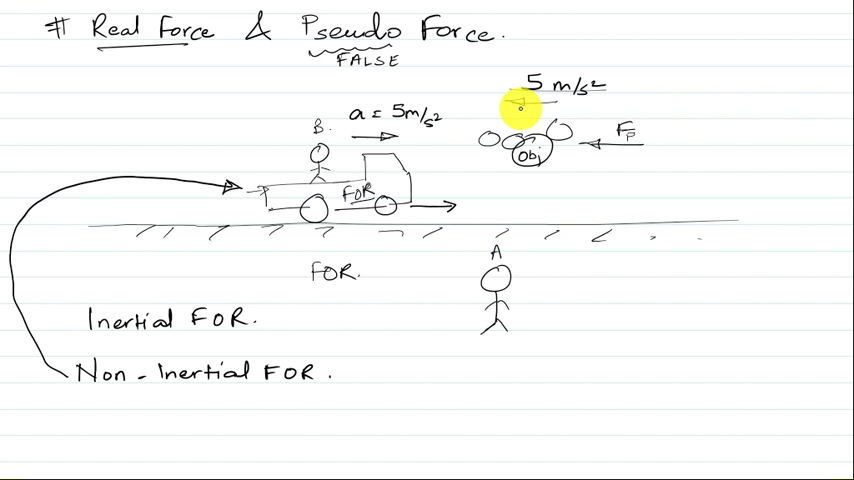 # Real Force & Pseudo Force.
FALSE
5 m/s²
a = 5m/s²
B.
Fp
Obj
FOR
A
FOR.
Inertial FOR.
Non - Inertial FOR.